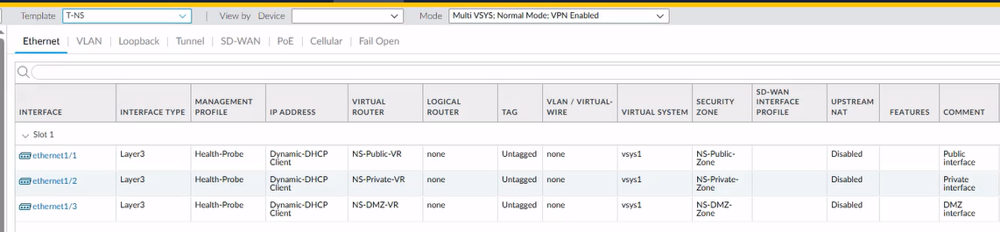 Template T-NS View by Device Mode Multi VSYS; Normal Mode; VPN Enabled
Ethernet VLAN Loopback Tunnel SD-WAN PoE Cellular Fail Open
INTERFACE INTERFACE TYPE MANAGEMENT PROFILE IP ADDRESS VIRTUAL ROUTER LOGICAL ROUTER TAG VLAN / VIRTUAL-WIRE VIRTUAL SYSTEM SECURITY ZONE SD-WAN INTERFACE PROFILE UPSTREAM NAT FEATURES COMMENT
Slot 1
ethernet1/1 Layer3 Health-Probe Dynamic-DHCP Client NS-Public-VR none Untagged none vsys1 NS-Public-Zone Disabled Public interface
ethernet1/2 Layer3 Health-Probe Dynamic-DHCP Client NS-Private-VR none Untagged none vsys1 NS-Private-Zone Disabled Private interface
ethernet1/3 Layer3 Health-Probe Dynamic-DHCP Client NS-DMZ-VR none Untagged none vsys1 NS-DMZ-Zone Disabled DMZ interface